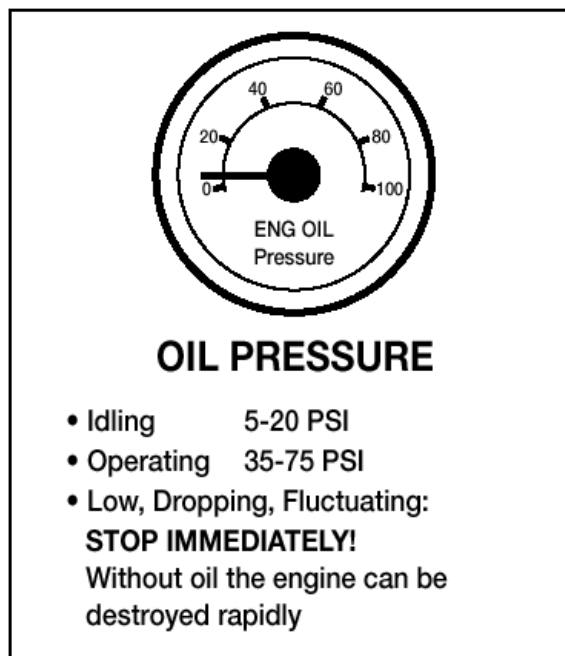 40 60
20 80
0 100
ENG OIL
Pressure
OIL PRESSURE
• Idling 5-20 PSI
• Operating 35-75 PSI
• Low, Dropping, Fluctuating:
STOP IMMEDIATELY!
Without oil the engine can be
destroyed rapidly